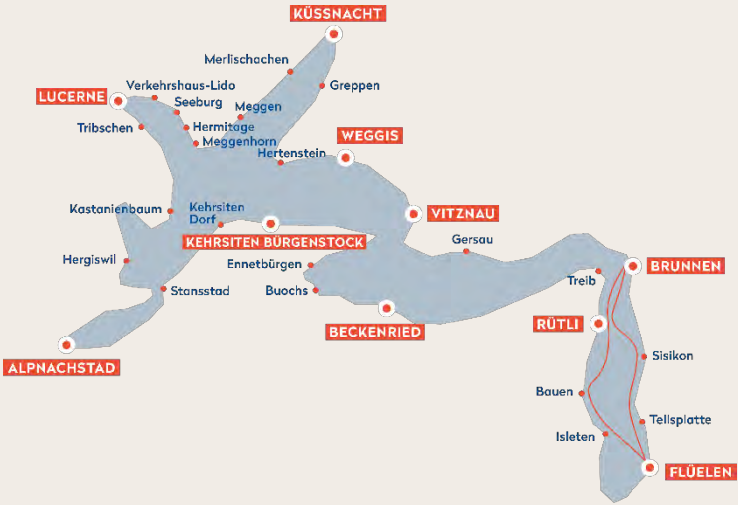 KÜSSNACHT
Merlischachen
Verkehrshaus-Lido
Greppen
LUCERNE
Seeburg
Meggen
Tribschen
Hermitage
WEGGIS
Meggenhorn
Hertenstein
Kastanienbaum
Kehrsiten
Dorf
VITZNAU
KEHRSITEN BÜRGENSTOCK
Gersau
Hergiswil
Ennetbürgen
BRUNNEN
Treib
Stansstad
Buochs
BECKENRIED
RÜTLI
ALPNACHSTAD
Sisikon
Bauen
Tellsplatte
Isleten
FLÜELEN